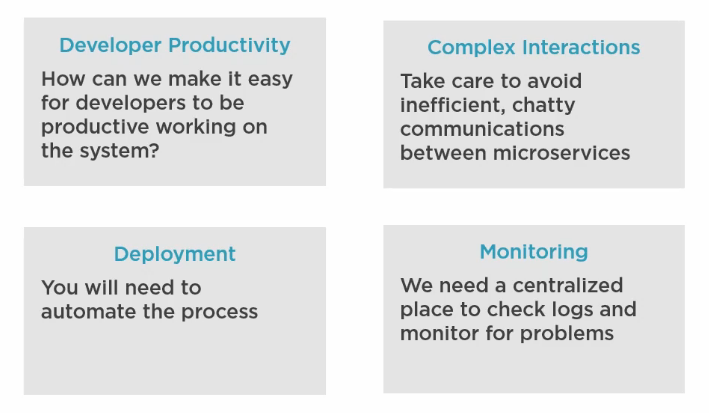 Developer Productivity
How can we make it easy
for developers to be
productive working on
the system?
Complex Interactions
Take care to avoid
inefficient, chatty
communications
between microservices
Deployment
You will need to
automate the process
Monitoring
We need a centralized
place to check logs and
monitor for problems